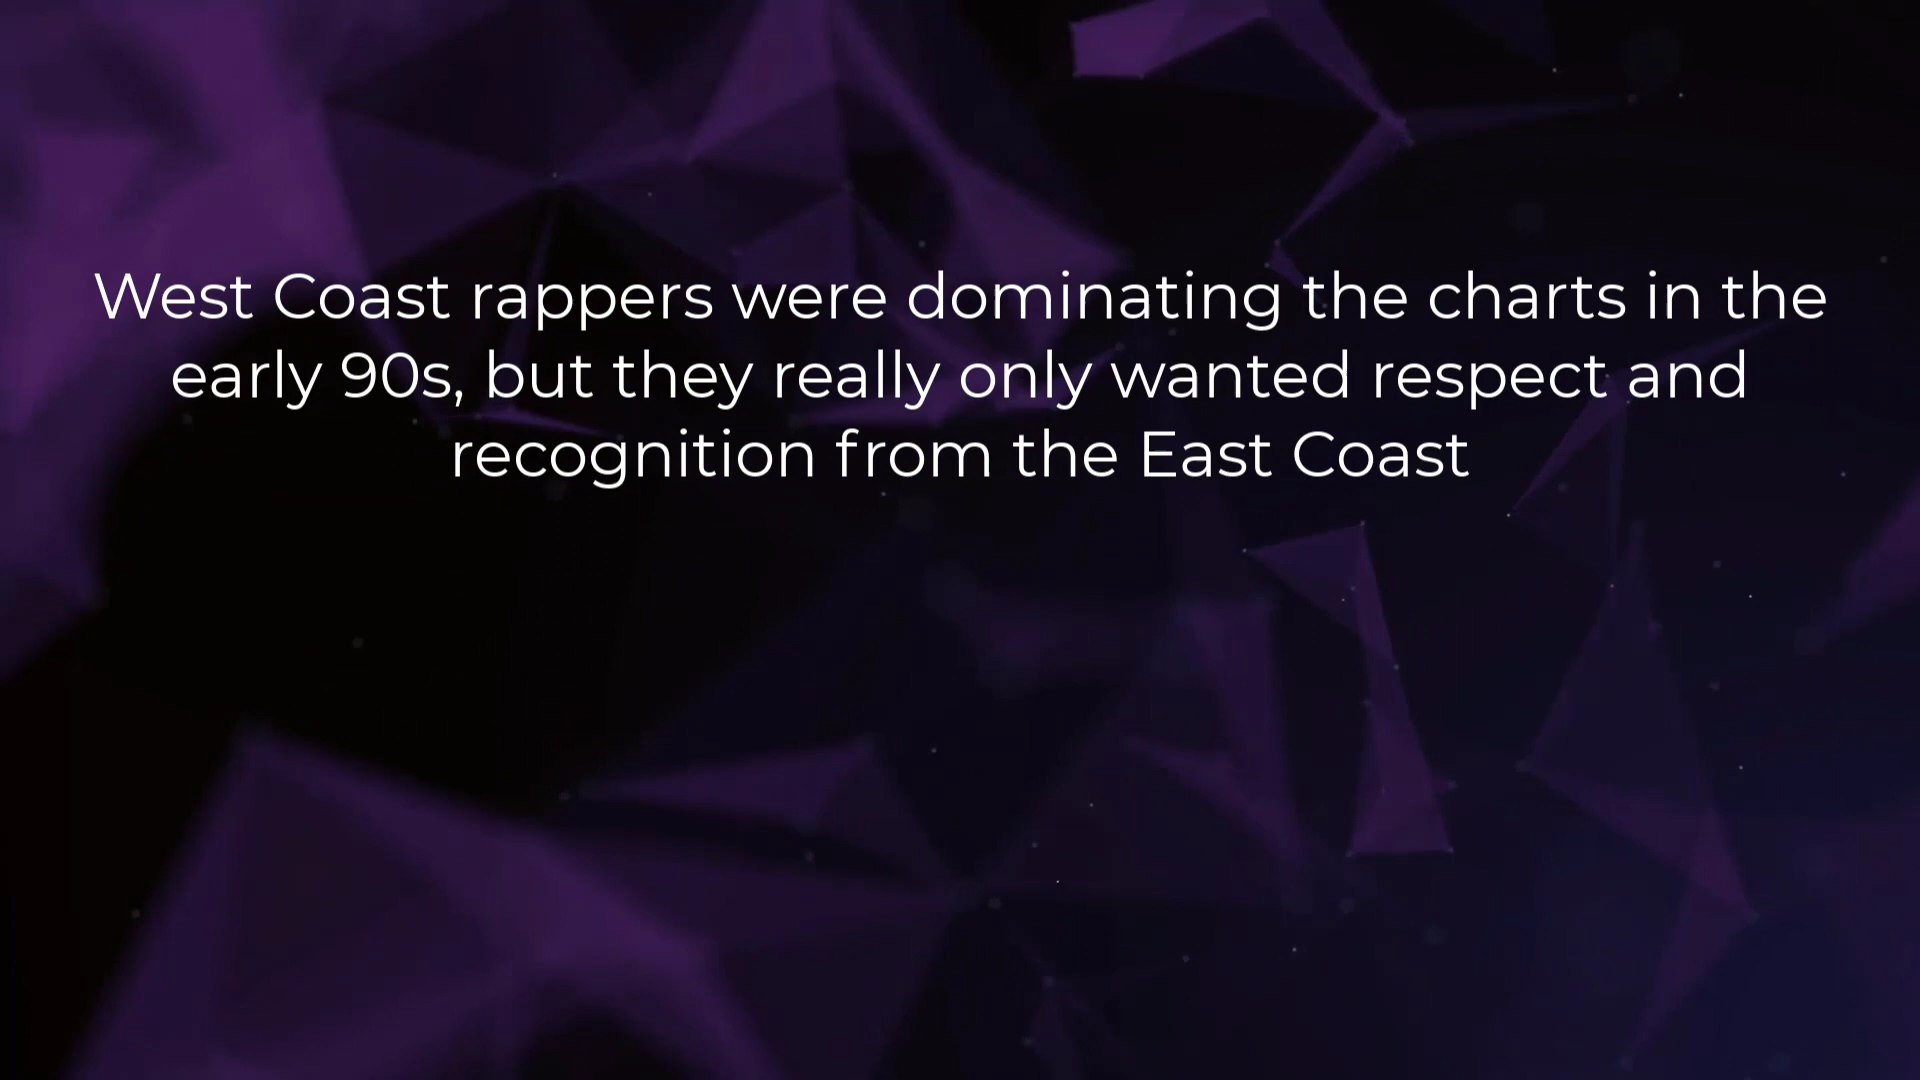 West Coast rappers were dominating the charts in the
early 90s, but they really only wanted respect and
recognition from the East Coast